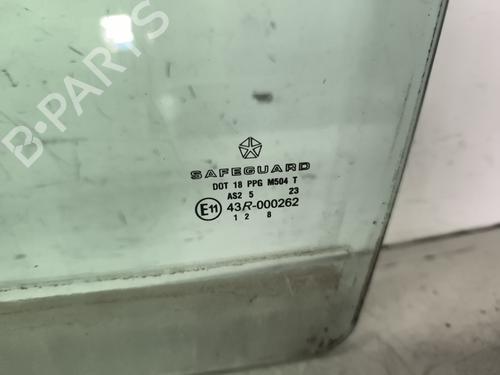 B-PARTS
SAFEGUARD
DOT 18 PPG M504 T
AS2 5 23
E11 43R-000262
1 2 8